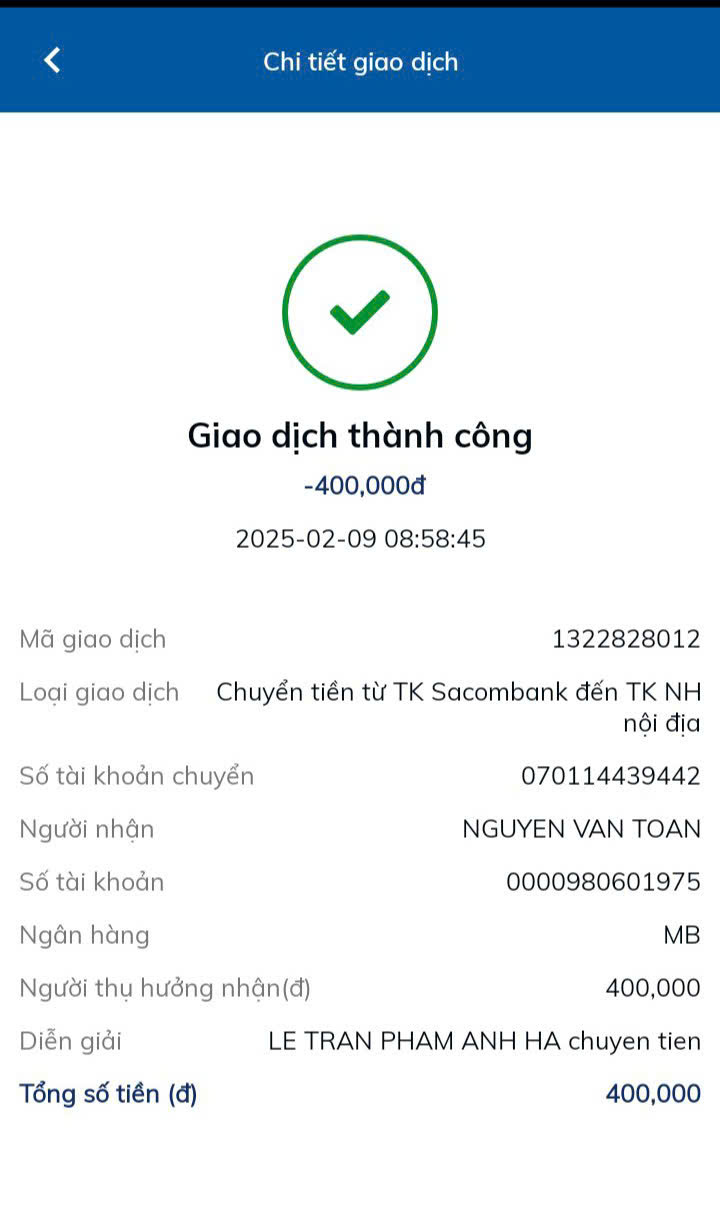 Chi tiết giao dịch
Giao dịch thành công
-400,000đ
2025-02-09 08:58:45
Mã giao dịch 1322828012
Loại giao dịch Chuyển tiền từ TK Sacombank đến TK NH
nội địa
Số tài khoản chuyển 070114439442
Người nhận NGUYEN VAN TOAN
Số tài khoản 0000980601975
Ngân hàng MB
Người thụ hưởng nhận(đ) 400,000
Diễn giải LE TRAN PHAM ANH HA chuyen tien
Tổng số tiền (đ) 400,000